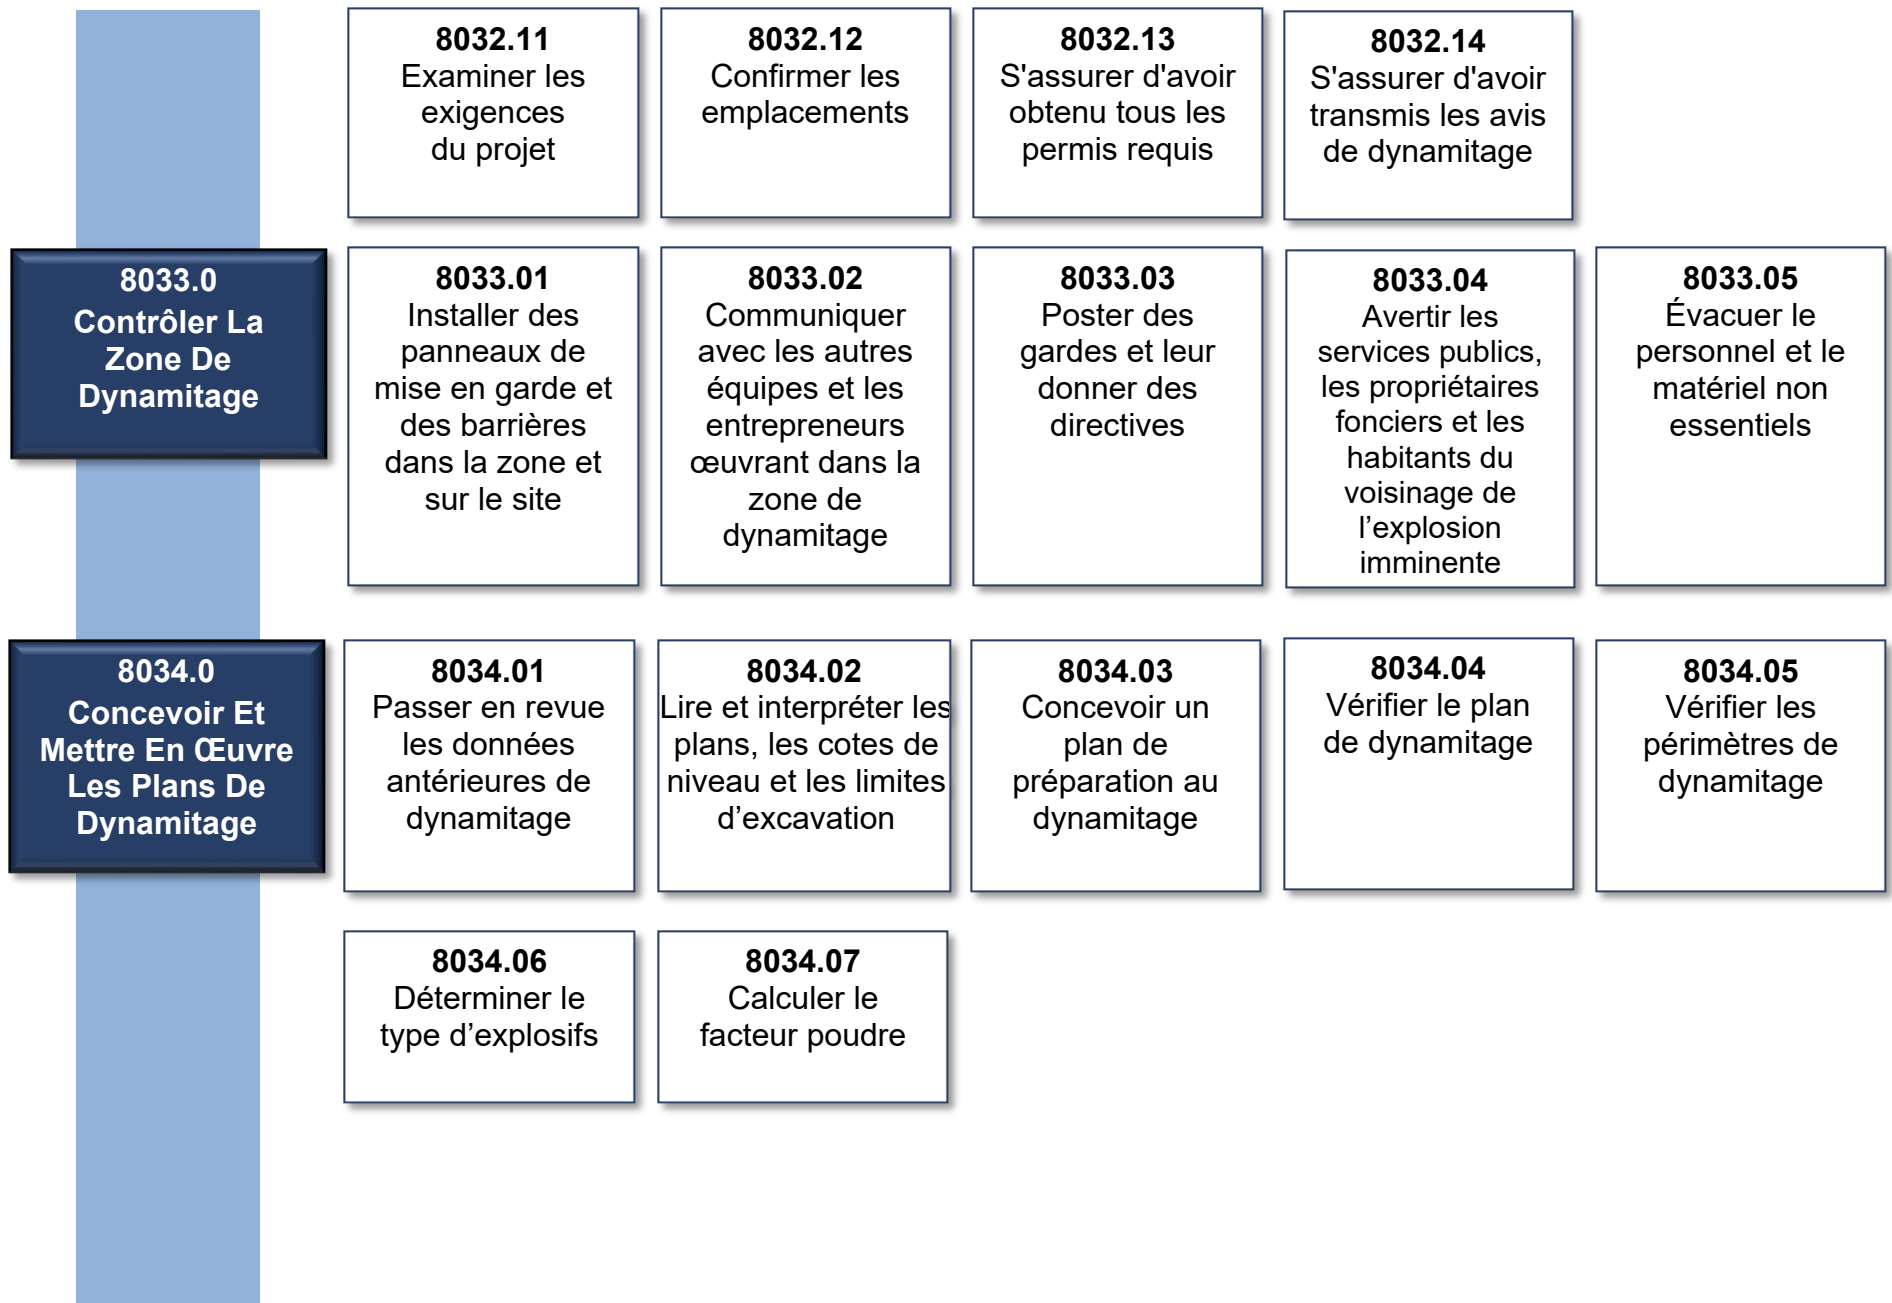 8032.11
Examiner les
exigences
du projet
8032.12
Confirmer les
emplacements
8032.13
S'assurer d'avoir
obtenu tous les
permis requis
8032.14
S'assurer d'avoir
transmis les avis
de dynamitage
8033.0
Contrôler La
Zone De
Dynamitage
8033.01
Installer des
panneaux de
mise en garde et
des barrières
dans la zone et
sur le site
8033.02
Communiquer
avec les autres
équipes et les
entrepreneurs
œuvrant dans la
zone de
dynamitage
8033.03
Poster des
gardes et leur
donner des
directives
8033.04
Avertir les
services publics,
les propriétaires
fonciers et les
habitants du
voisinage de
l’explosion
imminente
8033.05
Évacuer le
personnel et le
matériel non
essentiels
8034.0
Concevoir Et
Mettre En Œuvre
Les Plans De
Dynamitage
8034.01
Passer en revue
les données
antérieures de
dynamitage
8034.02
Lire et interpréter les
plans, les cotes de
niveau et les limites
d’excavation
8034.03
Concevoir un
plan de
préparation au
dynamitage
8034.04
Vérifier le plan
de dynamitage
8034.05
Vérifier les
périmètres de
dynamitage
8034.06
Déterminer le
type d’explosifs
8034.07
Calculer le
facteur poudre